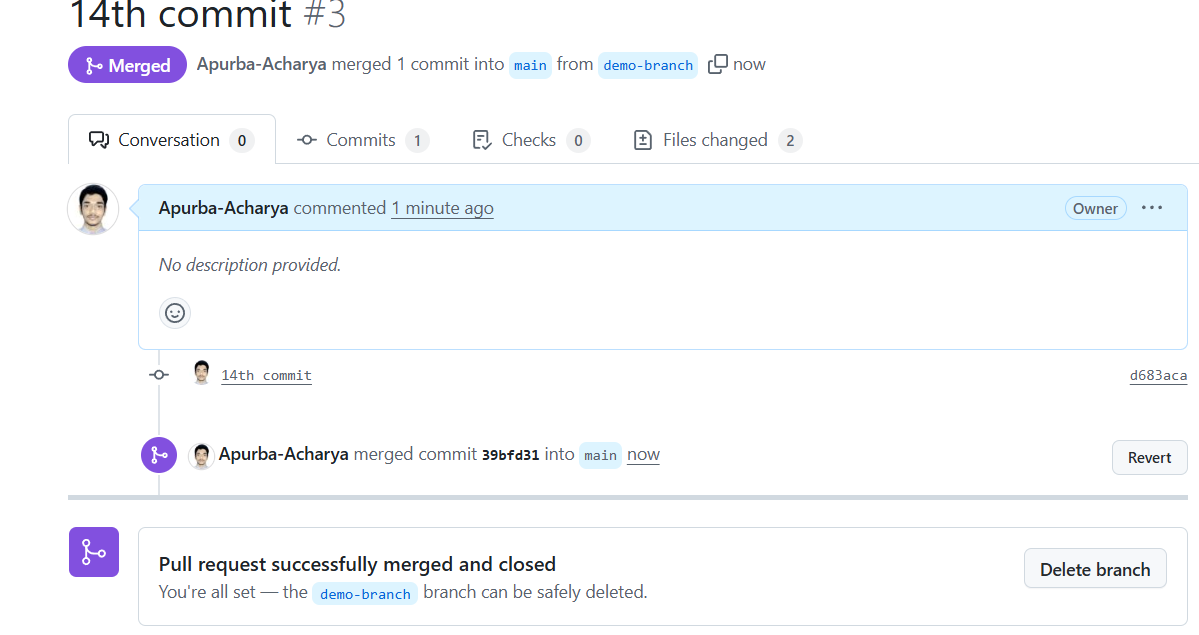 14th commit #3
Merged Apurba-Acharya merged 1 commit into main from demo-branch now
Conversation 0 Commits 1 Checks 0 Files changed 2
Apurba-Acharya commented 1 minute ago Owner ...
No description provided.
14th commit d683aca
Apurba-Acharya merged commit 39bfd31 into main now Revert
Pull request successfully merged and closed
You're all set — the demo-branch branch can be safely deleted. Delete branch